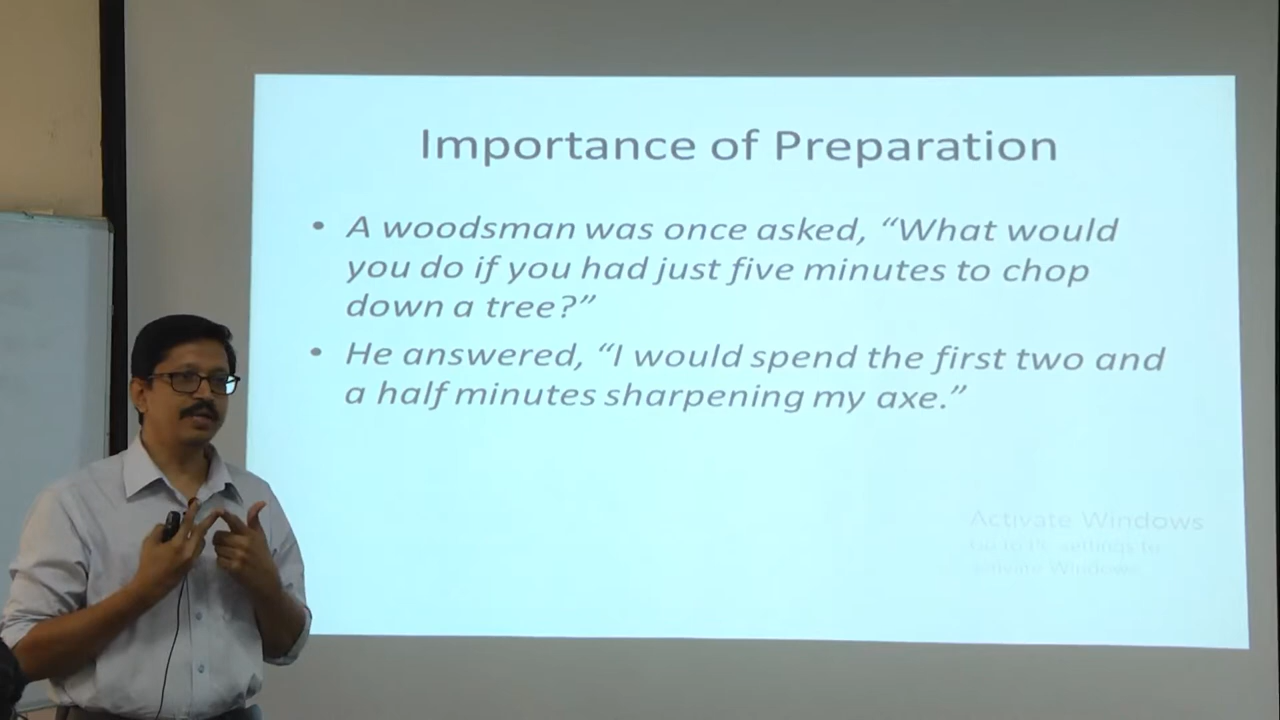 Importance of Preparation
• A woodsman was once asked, “What would
you do if you had just five minutes to chop
down a tree?”
• He answered, “I would spend the first two and
a half minutes sharpening my axe.”
Activate Windows
Go to PC settings to
activate Windows.